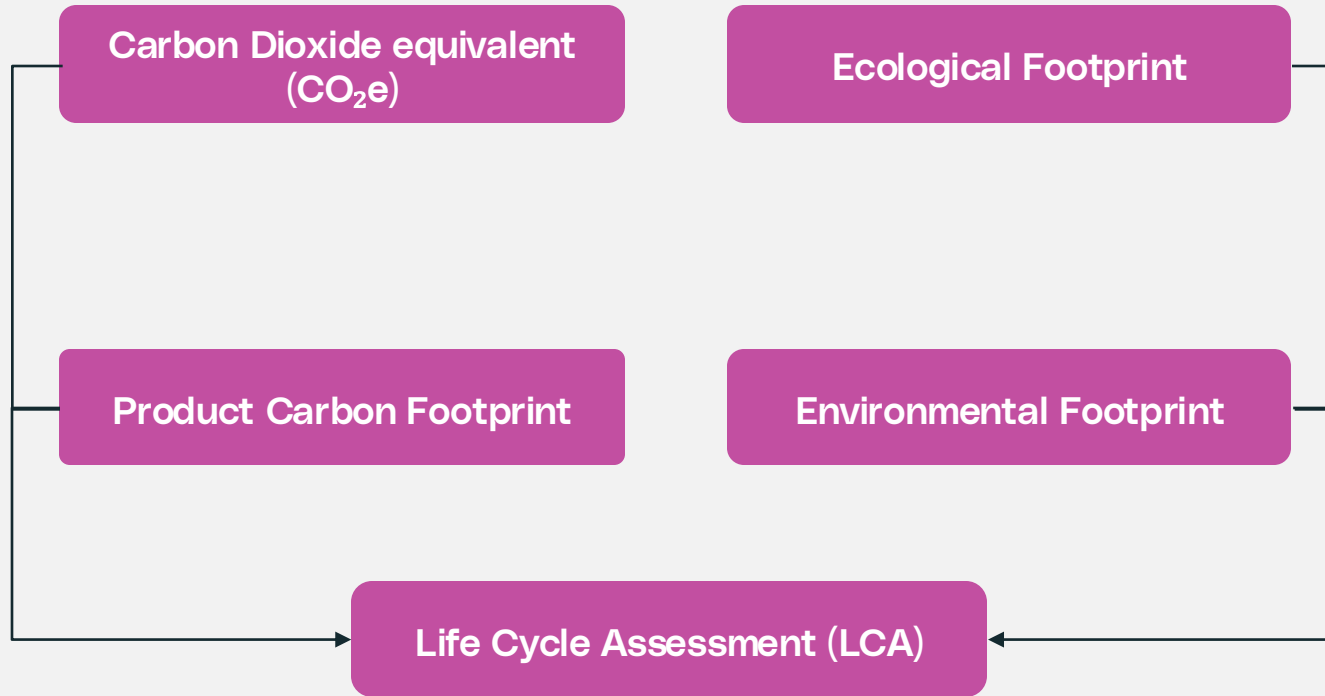 Carbon Dioxide equivalent
(CO₂e)
Ecological Footprint
Product Carbon Footprint
Environmental Footprint
Life Cycle Assessment (LCA)